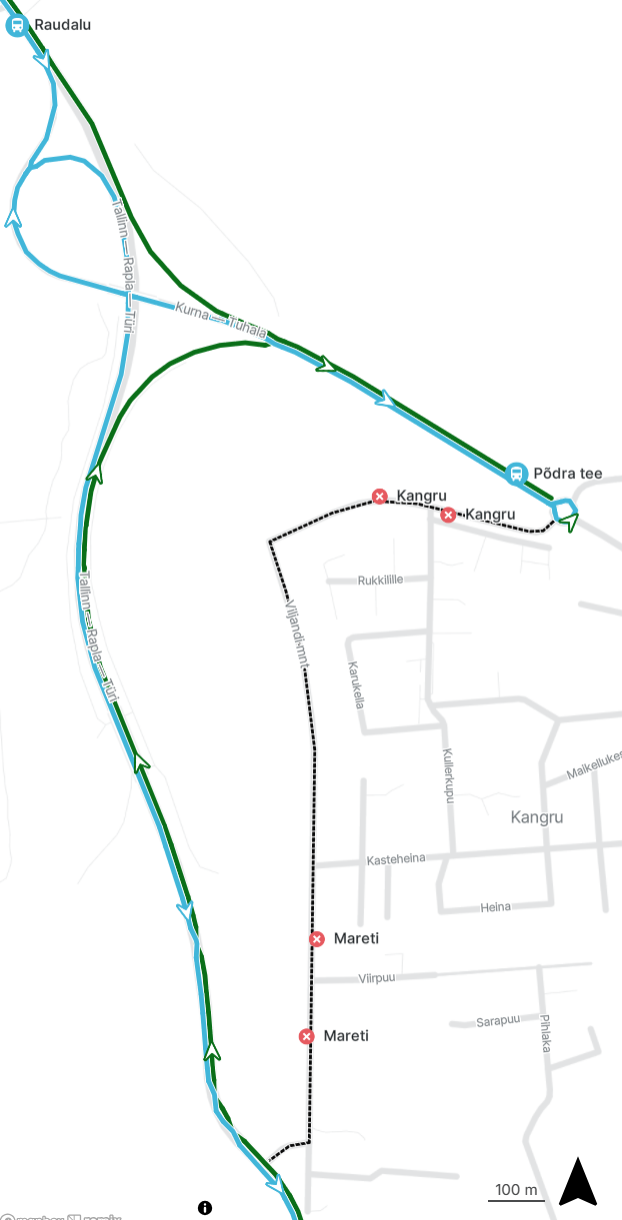 Raudalu
Tallinn — Rapla — Türi
Kurna — Tuhala
Põdra tee
Kangru
Kangru
Rukkilille
Viljandi mnt
Karukella
Kullerkupu
Kangru
Kasteheina
Heina
Mareti
Viirpuu
Sarapuu
Pihlaka
Mareti
Tallinn — Rapla — Türi
100 m